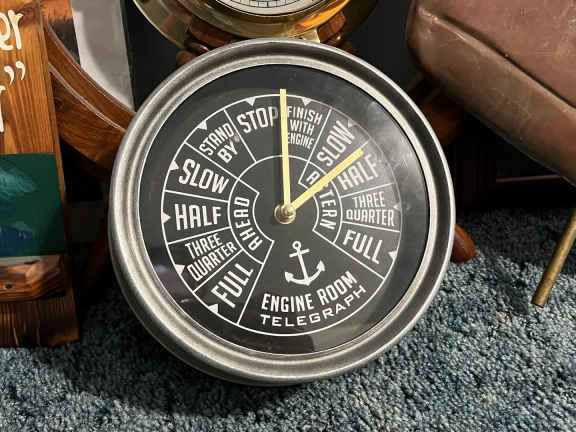 er
"
r
STOP
FINISH
WITH
ENGINE
STAND
BY
SLOW
SLOW
HALF
HALF
THREE
QUARTER
THREE
QUARTER
FULL
FULL
AHEAD
ASTERN
ENGINE ROOM
TELEGRAPH